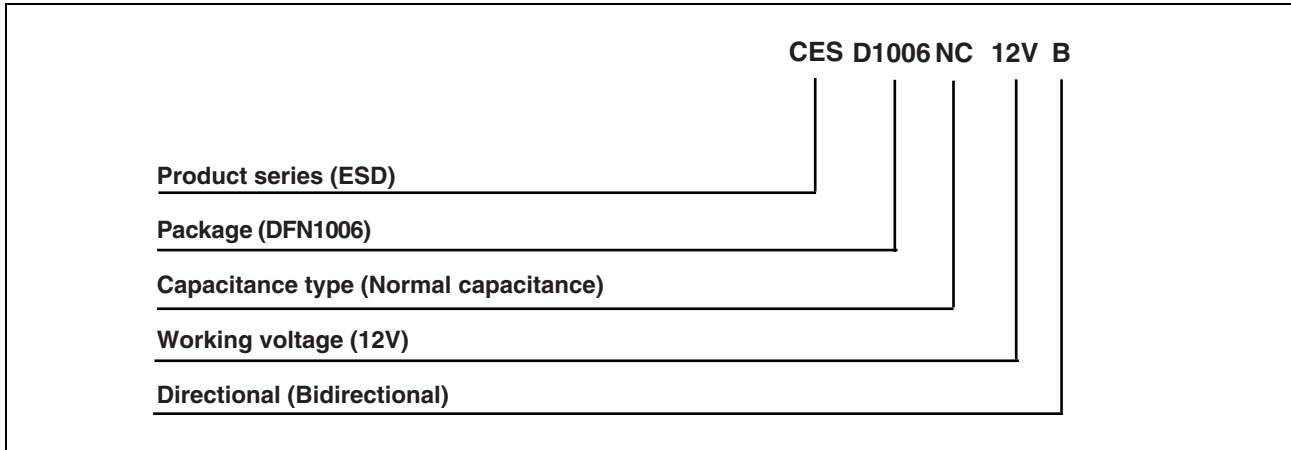 CES D1006 NC 12V B
Product series (ESD)
Package (DFN1006)
Capacitance type (Normal capacitance)
Working voltage (12V)
Directional (Bidirectional)